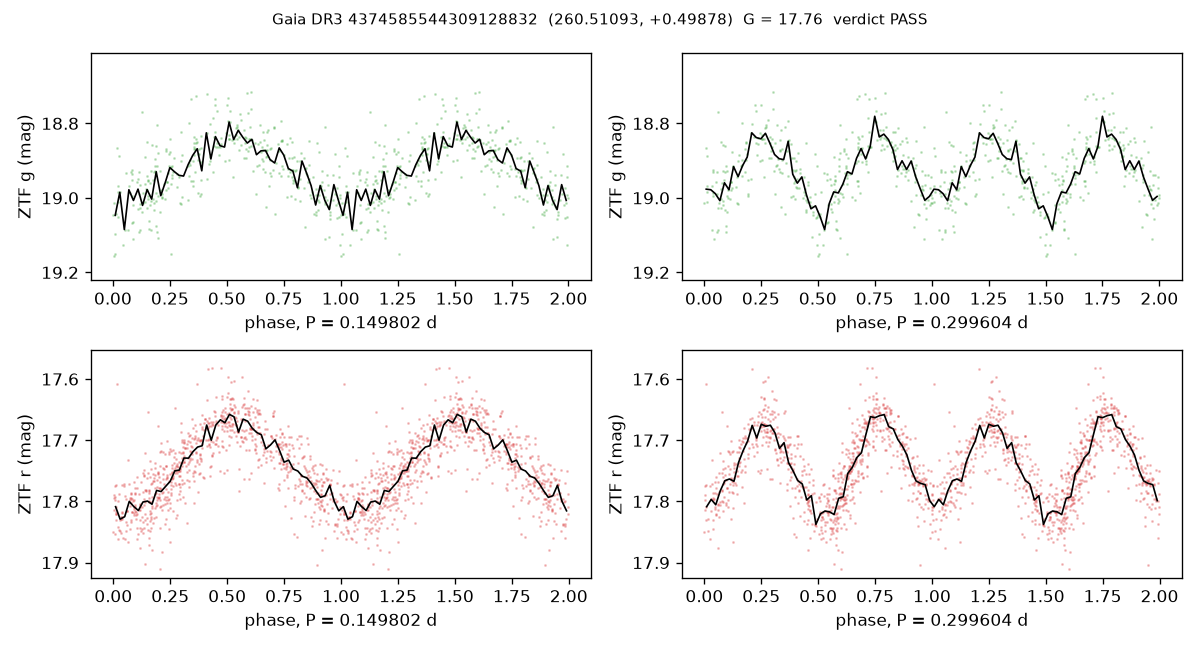 Gaia DR3 4374585544309128832 (260.51093, +0.49878) G = 17.76 verdict PASS
ZTF g (mag)
18.8
19.0
19.2
0.00 0.25 0.50 0.75 1.00 1.25 1.50 1.75 2.00
phase, P = 0.149802 d
ZTF g (mag)
18.8
19.0
19.2
0.00 0.25 0.50 0.75 1.00 1.25 1.50 1.75 2.00
phase, P = 0.299604 d
ZTF r (mag)
17.6
17.7
17.8
17.9
0.00 0.25 0.50 0.75 1.00 1.25 1.50 1.75 2.00
phase, P = 0.149802 d
ZTF r (mag)
17.6
17.7
17.8
17.9
0.00 0.25 0.50 0.75 1.00 1.25 1.50 1.75 2.00
phase, P = 0.299604 d